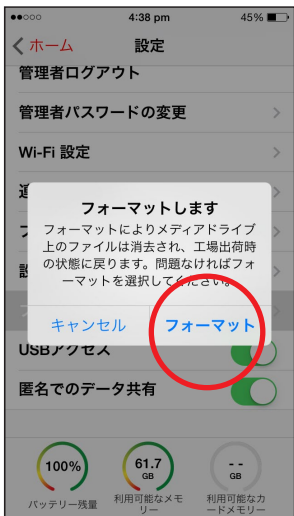 4:38 pm
45%
ホーム
設定
管理者ログアウト
管理者パスワードの変更
Wi-Fi 設定
フォーマットします
フォーマットによりメディアドライブ
上のファイルは消去され、工場出荷時
の状態に戻ります。問題なければフォ
ーマットを選択してください。
キャンセル
フォーマット
USBアクセス
匿名でのデータ共有
100%
バッテリー残量
61.7
GB
利用可能なメモ
リー
--
GB
利用可能なカ
ードメモリー